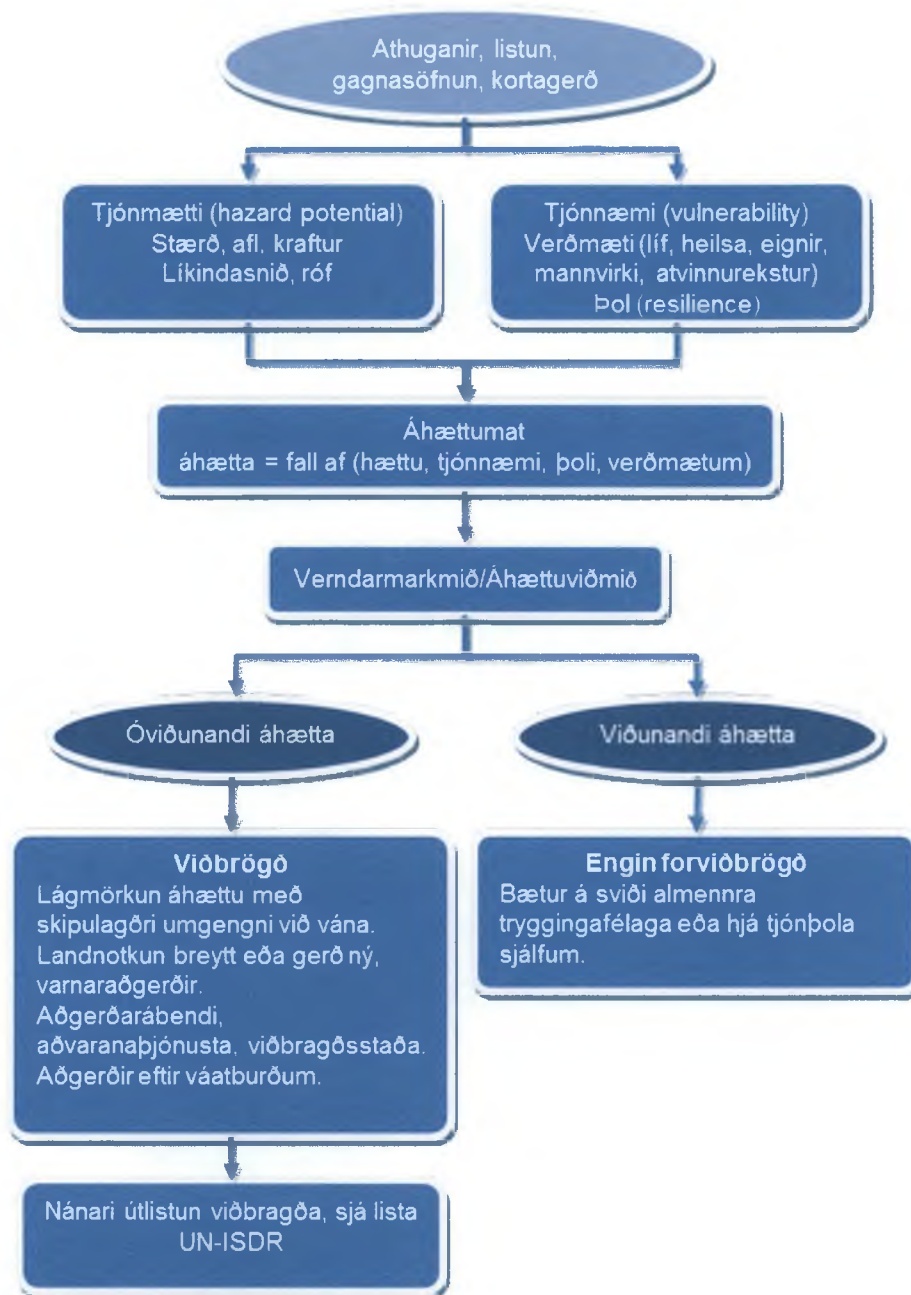 Athuganir, listun,
gagnasöfnun, kortagerð
Tjónmætti (hazard potential)
Stærð, afl, kraftur
Líkindasnið, róf
Tjónnæmi (vulnerability)
Verðmæti (líf, heilsa, eignir,
mannvirki, atvinnurekstur)
Þol (resilience)
Áhættumat
áhætta = fall af (hættu, tjónnæmi, þoli, verðmætum)
Verndarmarkmið/Áhættuviðmið
Óviðunandi áhætta
Viðunandi áhætta
Viðbrögð
Lágmörkun áhættu með
skipulagðri umgengni við vána.
Landnotkun breytt eða gerð ný,
varnaraðgerðir.
Aðgerðarábendi,
aðvaranaþjónusta, viðbragðsstaða.
Aðgerðir eftir váatburðum.
Engin forviðbrögð
Bætur á sviði almennra
tryggingafélaga eða hjá tjónþola
sjálfum.
Nánari útlistun viðbragða, sjá lista
UN-ISDR